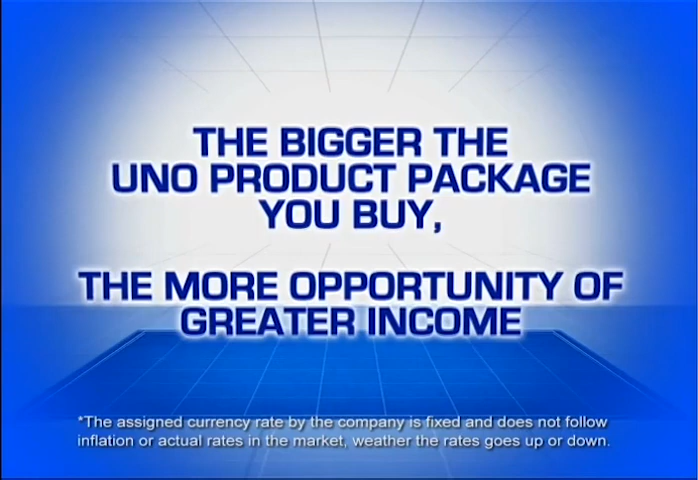 THE BIGGER THE
UNO PRODUCT PACKAGE
YOU BUY,
THE MORE OPPORTUNITY OF
GREATER INCOME
*The assigned currency rate by the company is fixed and does not follow
inflation or actual rates in the market, weather the rates goes up or down.